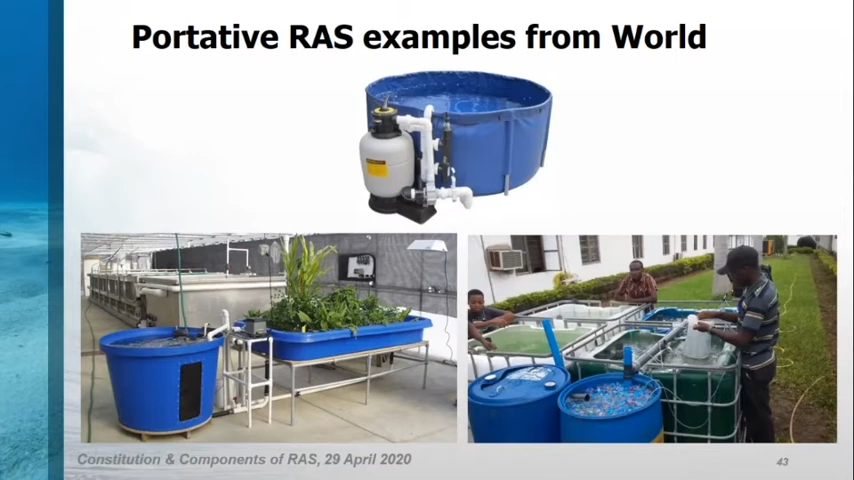 Portative RAS examples from World
Constitution & Components of RAS, 29 April 2020
43